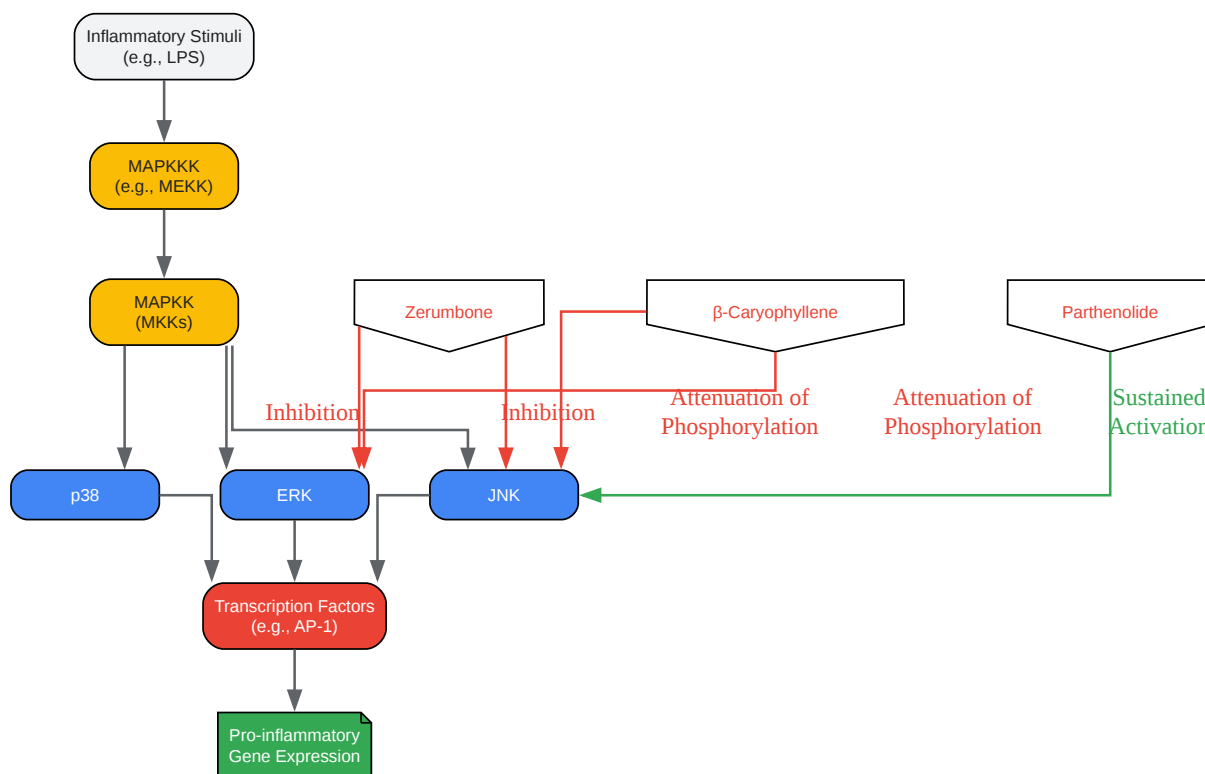 Inflammatory Stimuli
(e.g., LPS)
MAPKKK
(e.g., MEKK)
MAPKK
(MKKs)
Zerumbone
β-Caryophyllene
Parthenolide
Inhibition
Inhibition
Attenuation of
Phosphorylation
Attenuation of
Phosphorylation
Sustained
Activation
p38
ERK
JNK
Transcription Factors
(e.g., AP-1)
Pro-inflammatory
Gene Expression